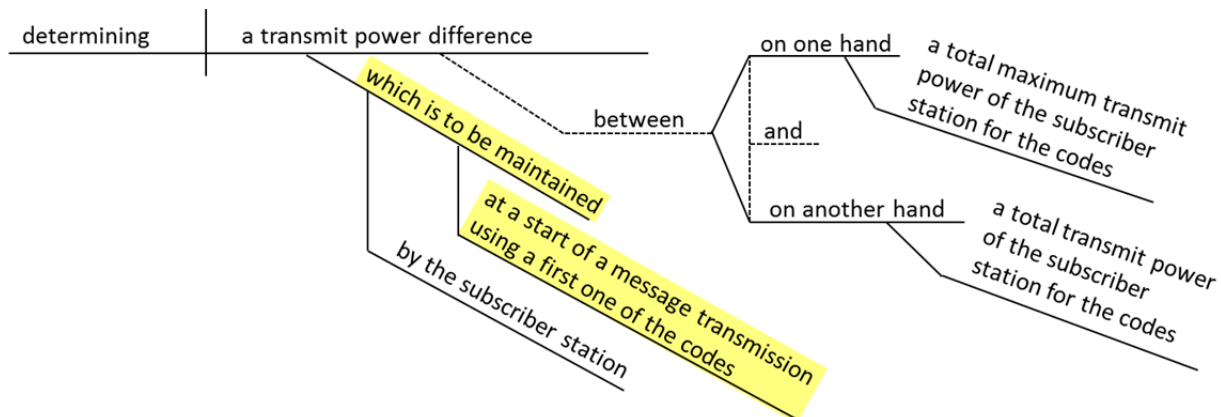 determining
a transmit power difference
which is to be maintained
by the subscriber station
at a start of a message transmission
using a first one of the codes
between
on one hand
a total maximum transmit
power of the subscriber
station for the codes
and
on another hand
a total transmit power
of the subscriber
station for the codes